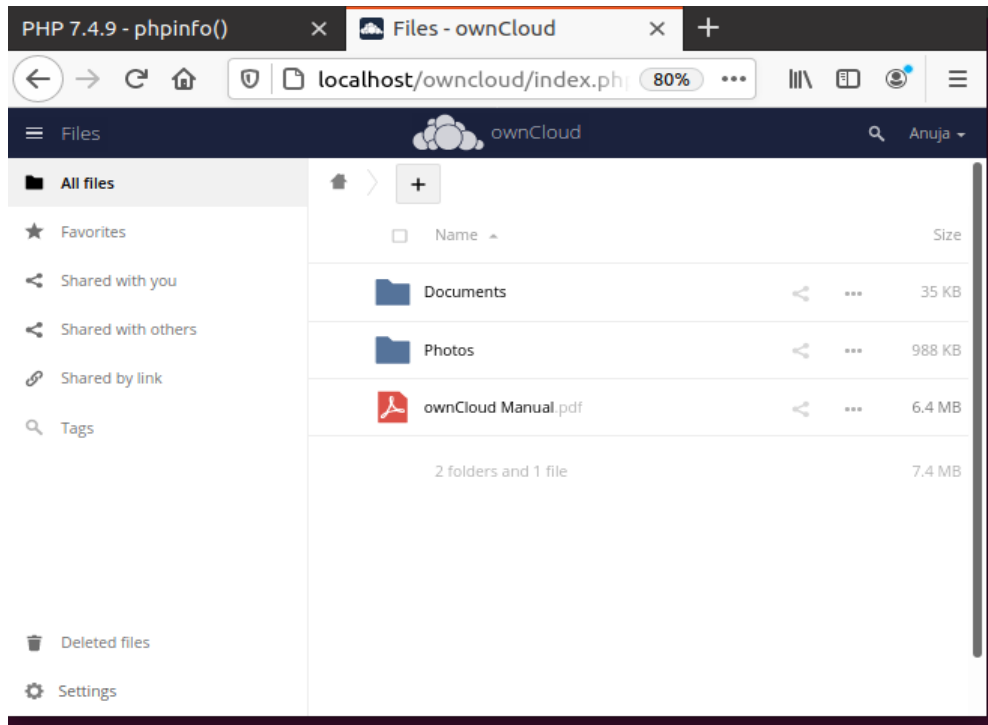 PHP 7.4.9 - phpinfo()
Files - ownCloud
localhost/owncloud/index.ph
80%
Files
ownCloud
Anuja
All files
Favorites
Shared with you
Shared with others
Shared by link
Tags
Deleted files
Settings
Name
Size
Documents
35 KB
Photos
988 KB
ownCloud Manual.pdf
6.4 MB
2 folders and 1 file
7.4 MB